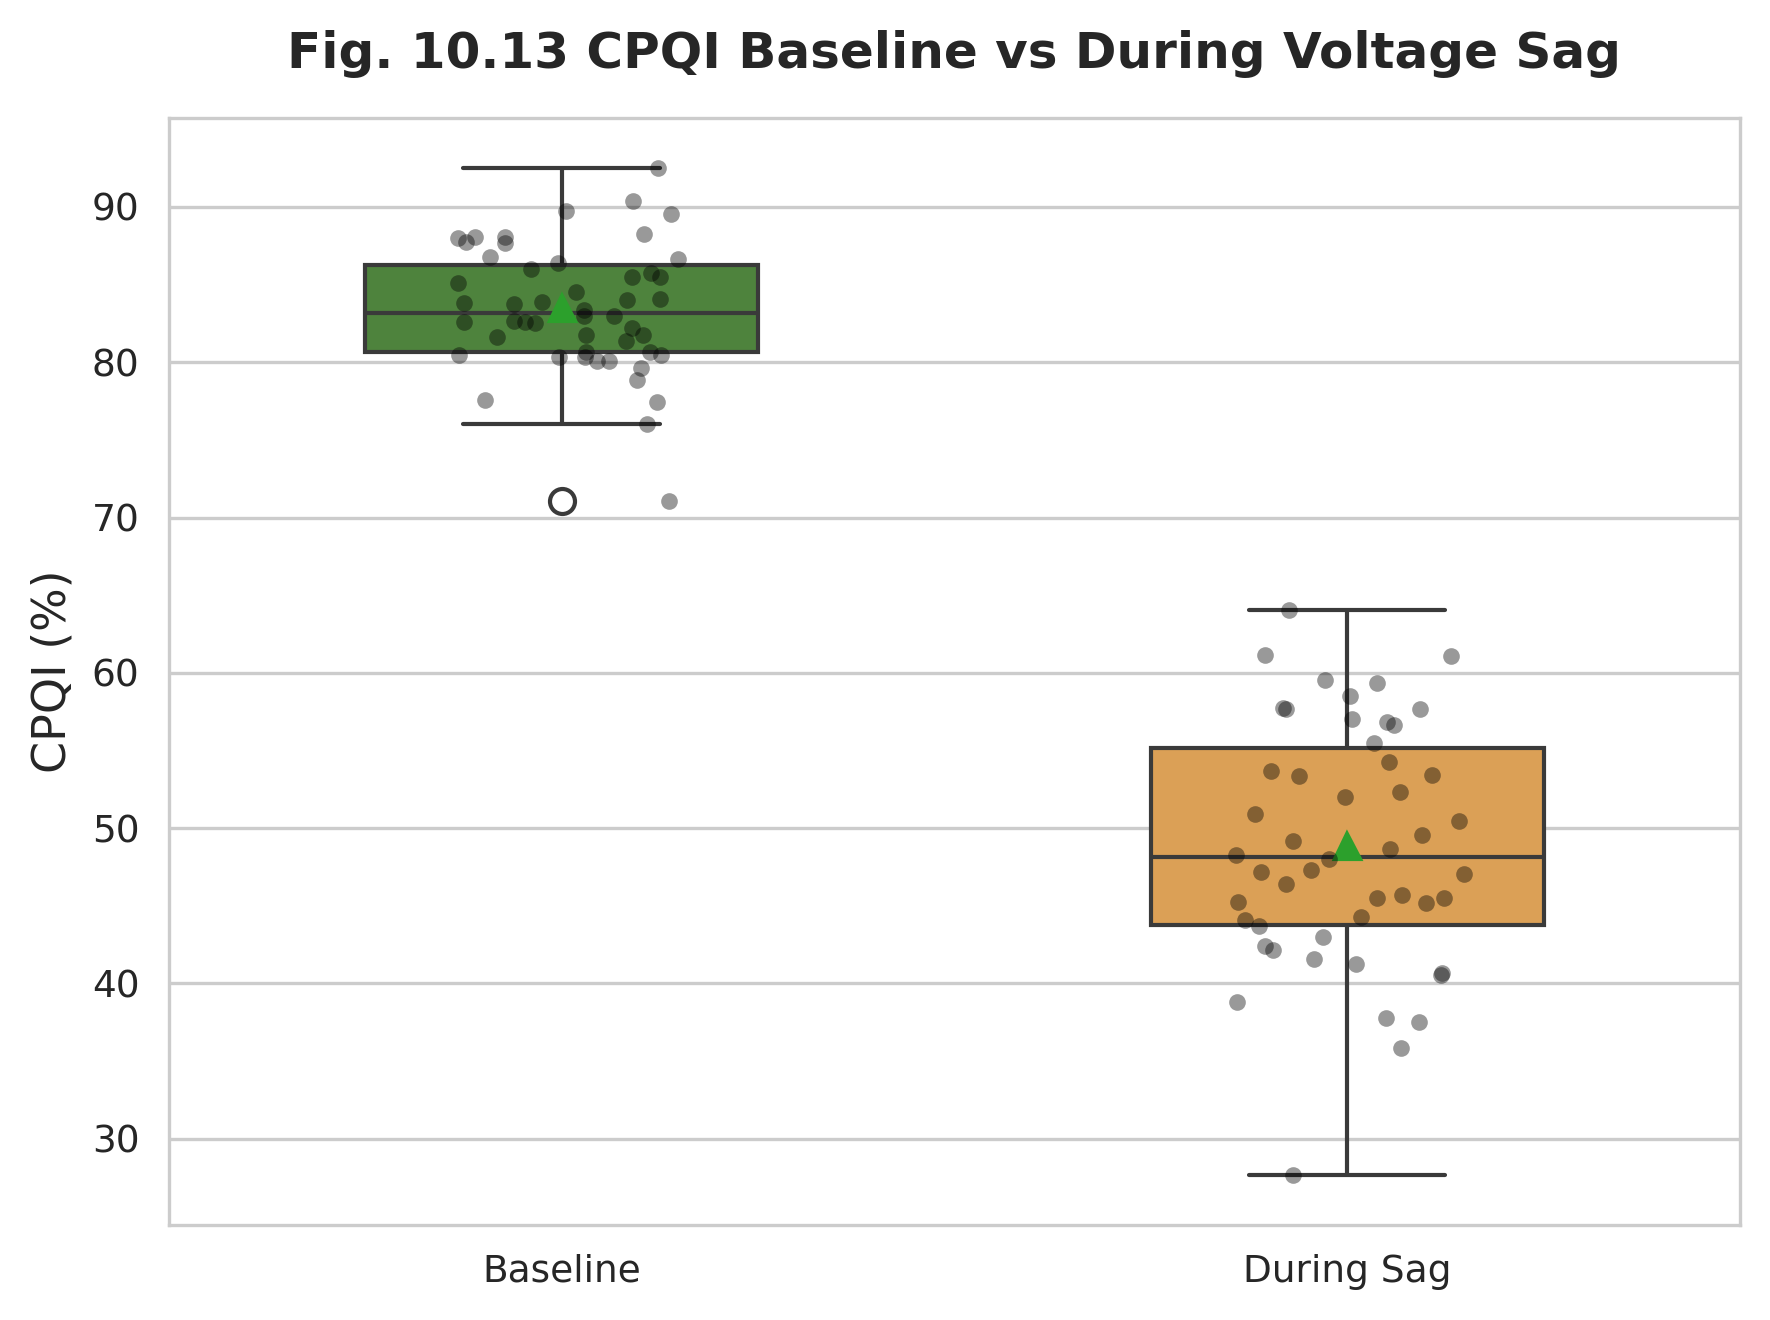 Fig. 10.13 CPQI Baseline vs During Voltage Sag
CPQI (%)
90
80
70
60
50
40
30
Baseline
During Sag